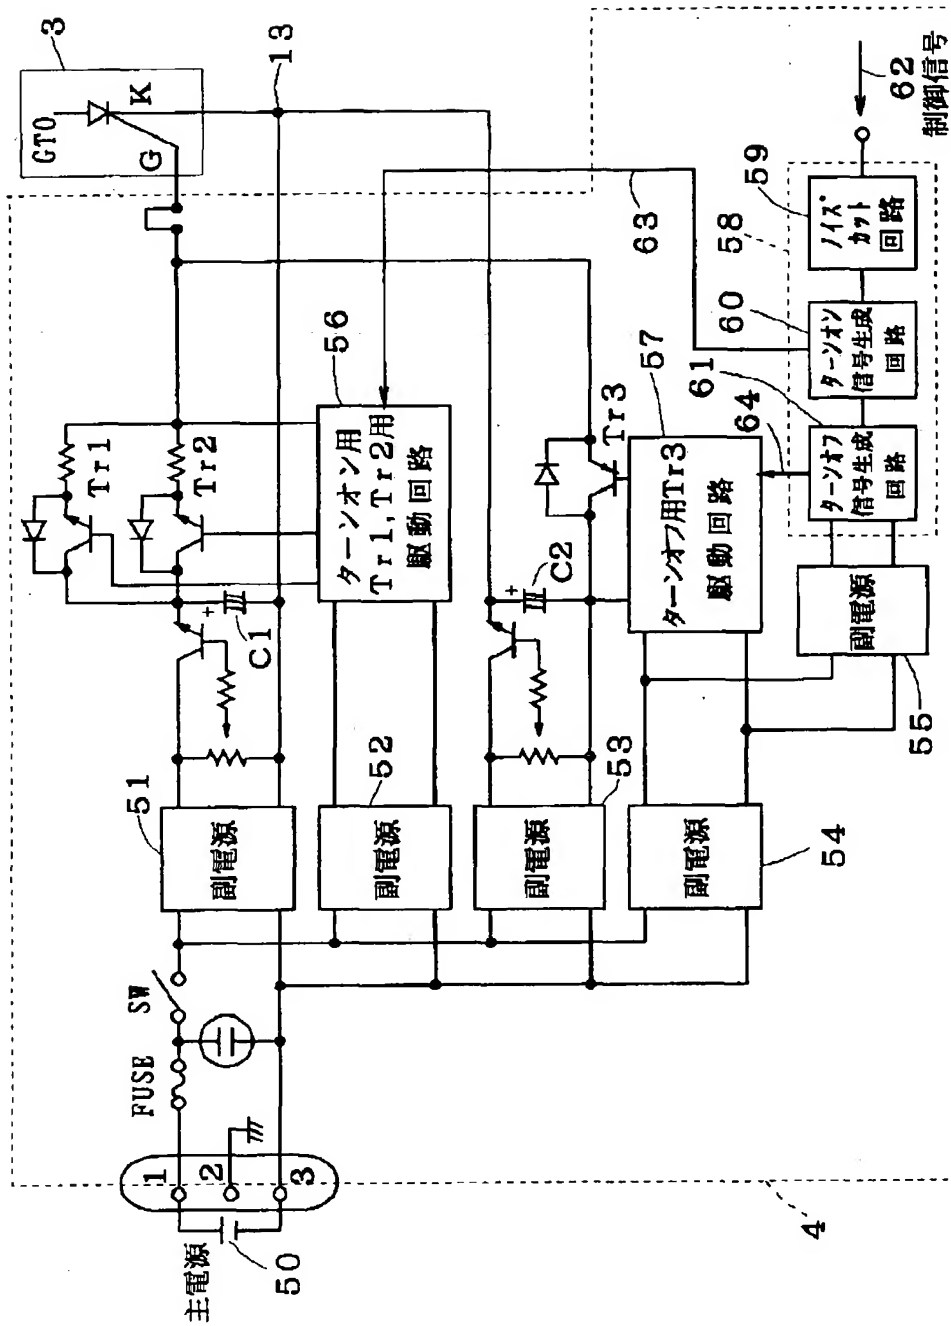 主電源
50
1
2
3
FUSE
SW
副電源
51
副電源
52
副電源
53
副電源
54
副電源
55
C1
+
Tr1
Tr2
ターンオン用
Tr1,Tr2用
駆動回路
56
C2
+
Tr3
ターンオフ用Tr3
駆動回路
57
GTO
G
K
3
13
63
64
58
ノイズ
カット
回路
59
ターンオン
信号生成
回路
60
ターンオフ
信号生成
回路
61
62
制御信号
4